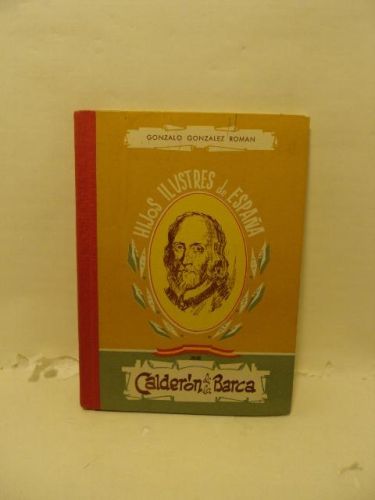 GONZALO GONZALEZ ROMAN
HIJOS ILUSTRES de ESPAÑA
Calderón de la Barca